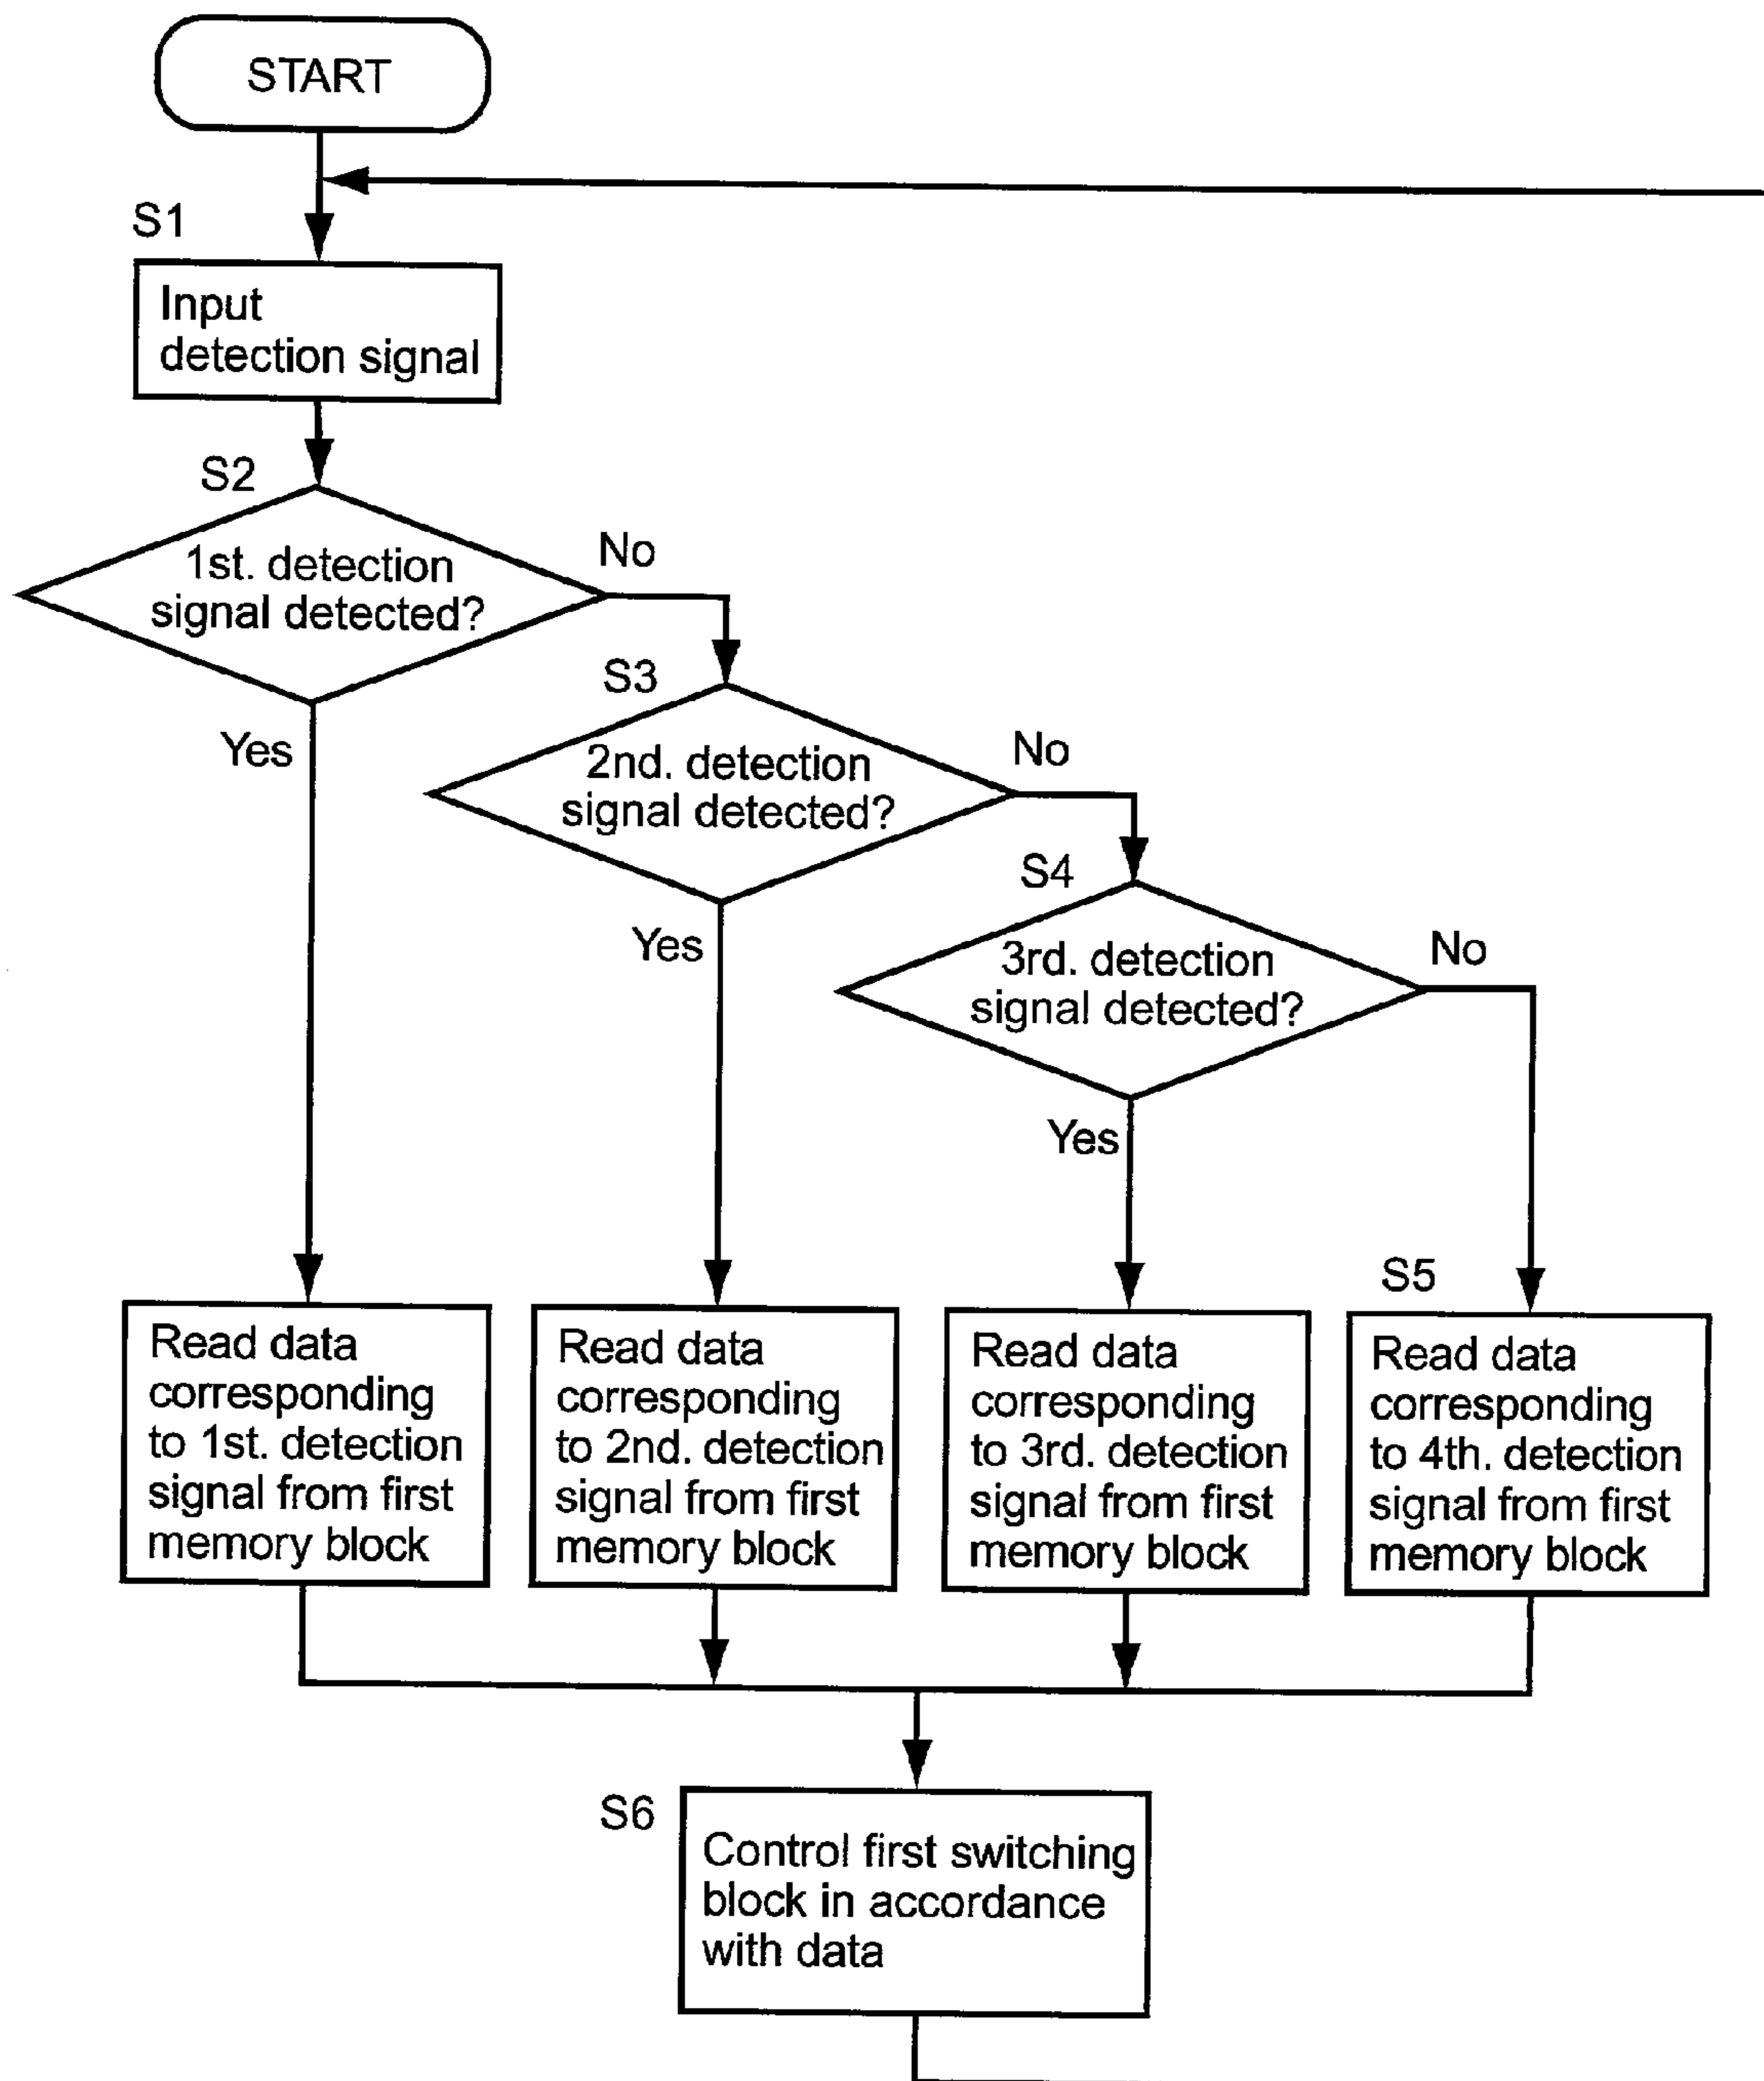 START
S1
Input
detection signal
S2
1st. detection
signal detected?
No
Yes
S3
2nd. detection
signal detected?
No
Yes
S4
3rd. detection
signal detected?
No
Yes
Read data
corresponding
to 1st. detection
signal from first
memory block
Read data
corresponding
to 2nd. detection
signal from first
memory block
Read data
corresponding
to 3rd. detection
signal from first
memory block
S5
Read data
corresponding
to 4th. detection
signal from first
memory block
S6
Control first switching
block in accordance
with data